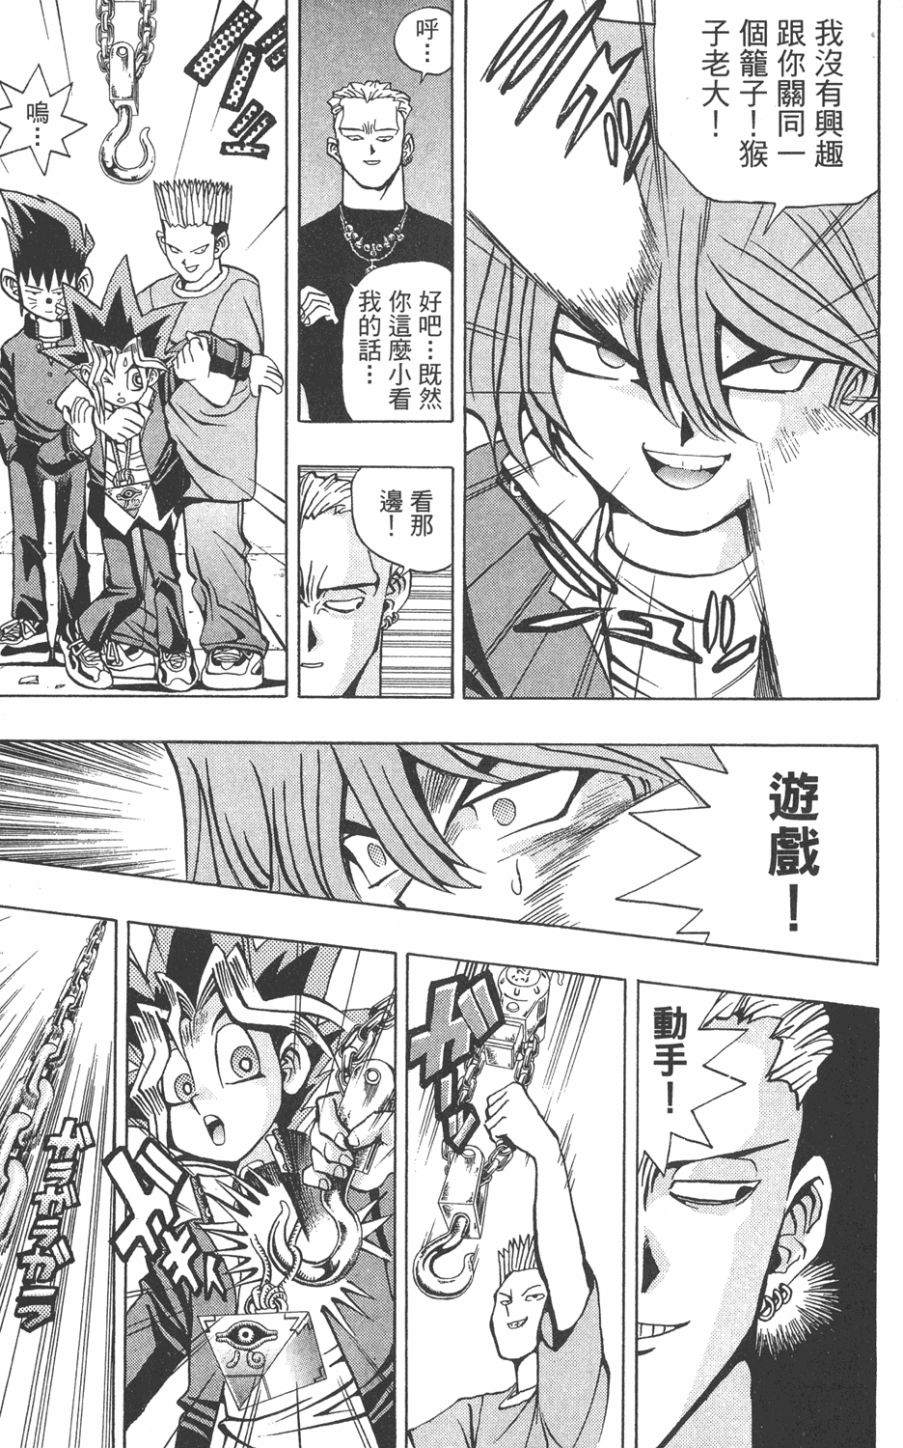 我沒有興趣
跟你關同一
個籠子！猴
子老大！
呼…
好吧…既然
你這麼小看
我的話…
看那
邊！
嗚…
遊戲！
動手！